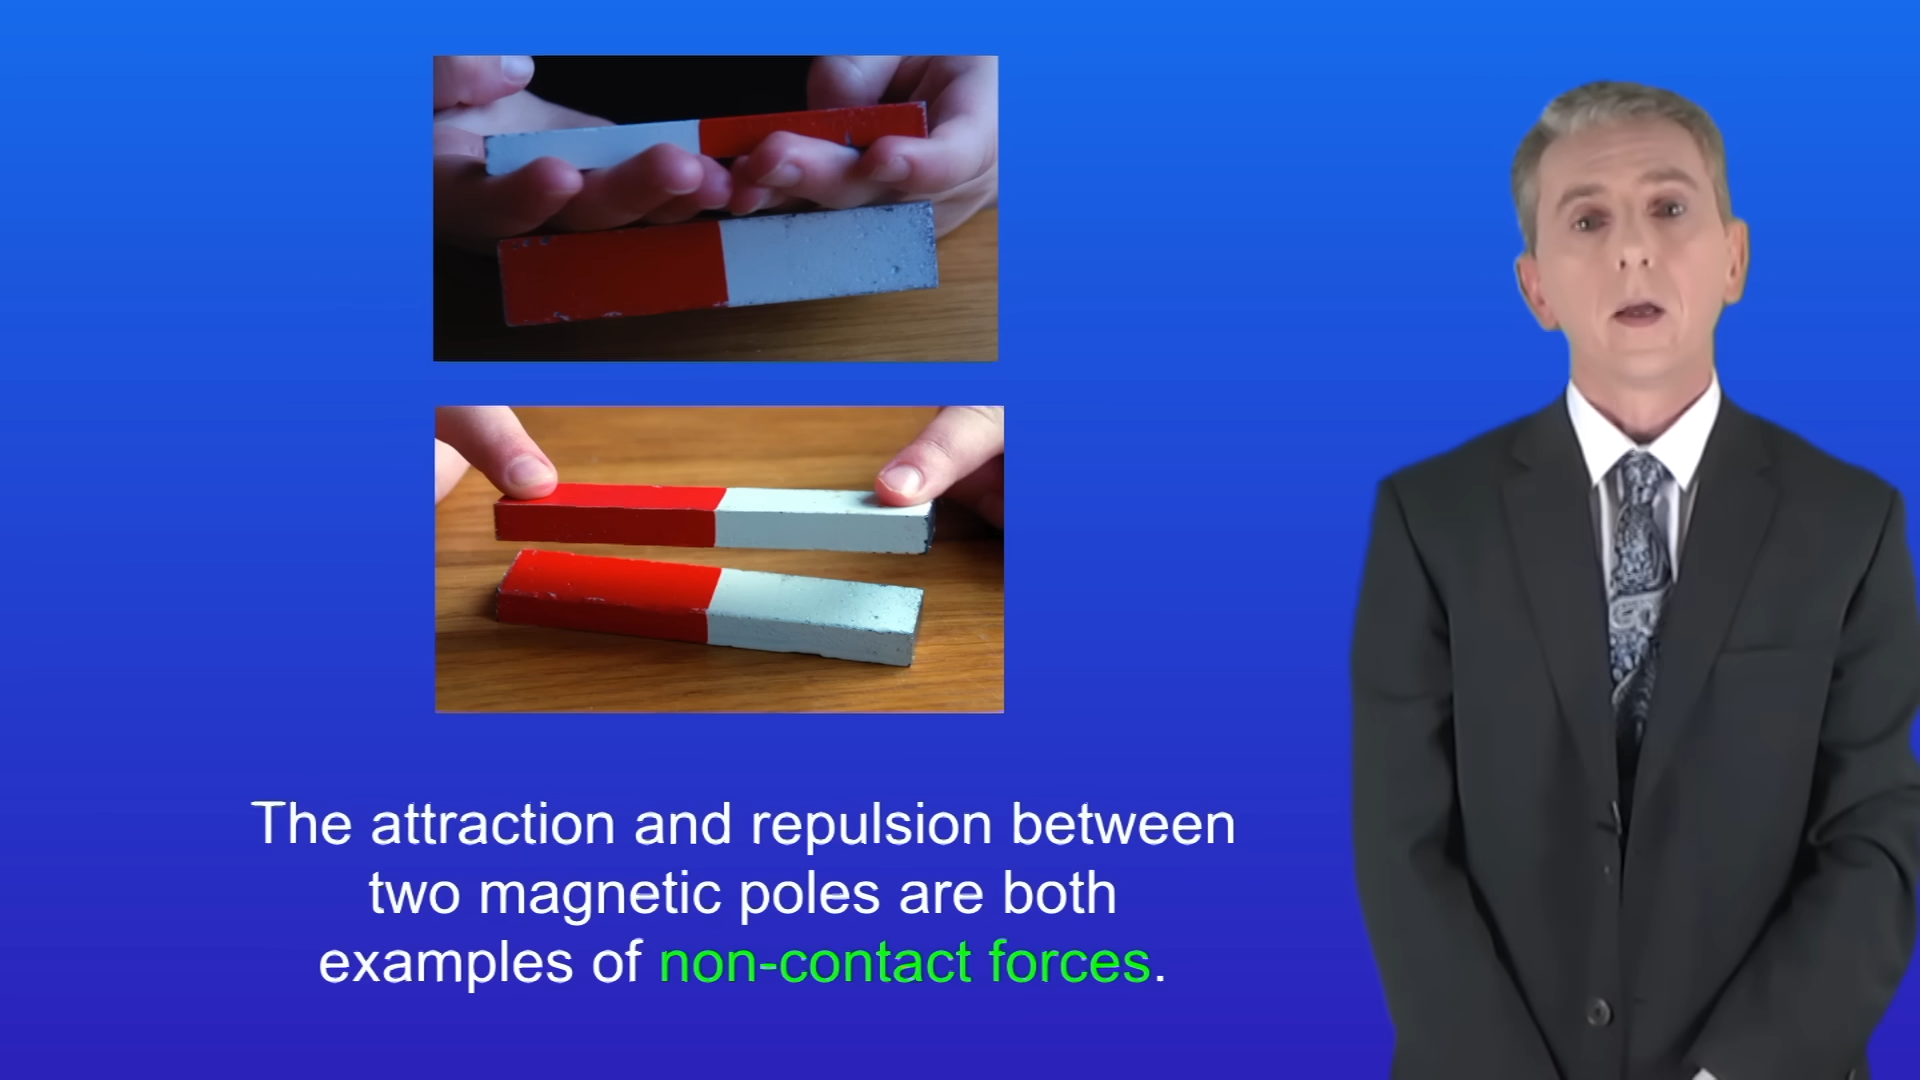 The attraction and repulsion between
two magnetic poles are both
examples of non-contact forces.